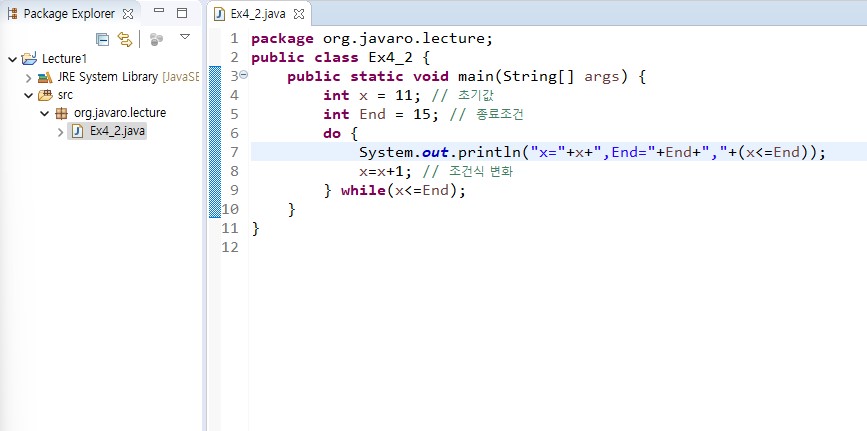 Package Explorer
Lecture1
JRE System Library [JavaSE
src
org.javaro.lecture
Ex4_2.java
Ex4_2.java
1 package org.javaro.lecture;
2 public class Ex4_2 {
3 public static void main(String[] args) {
4 int x = 11; // 초기값
5 int End = 15; // 종료조건
6 do {
7 System.out.println("x="+x+",End="+End+","+(x<=End));
8 x=x+1; // 조건식 변화
9 } while(x<=End);
10 }
11 }
12